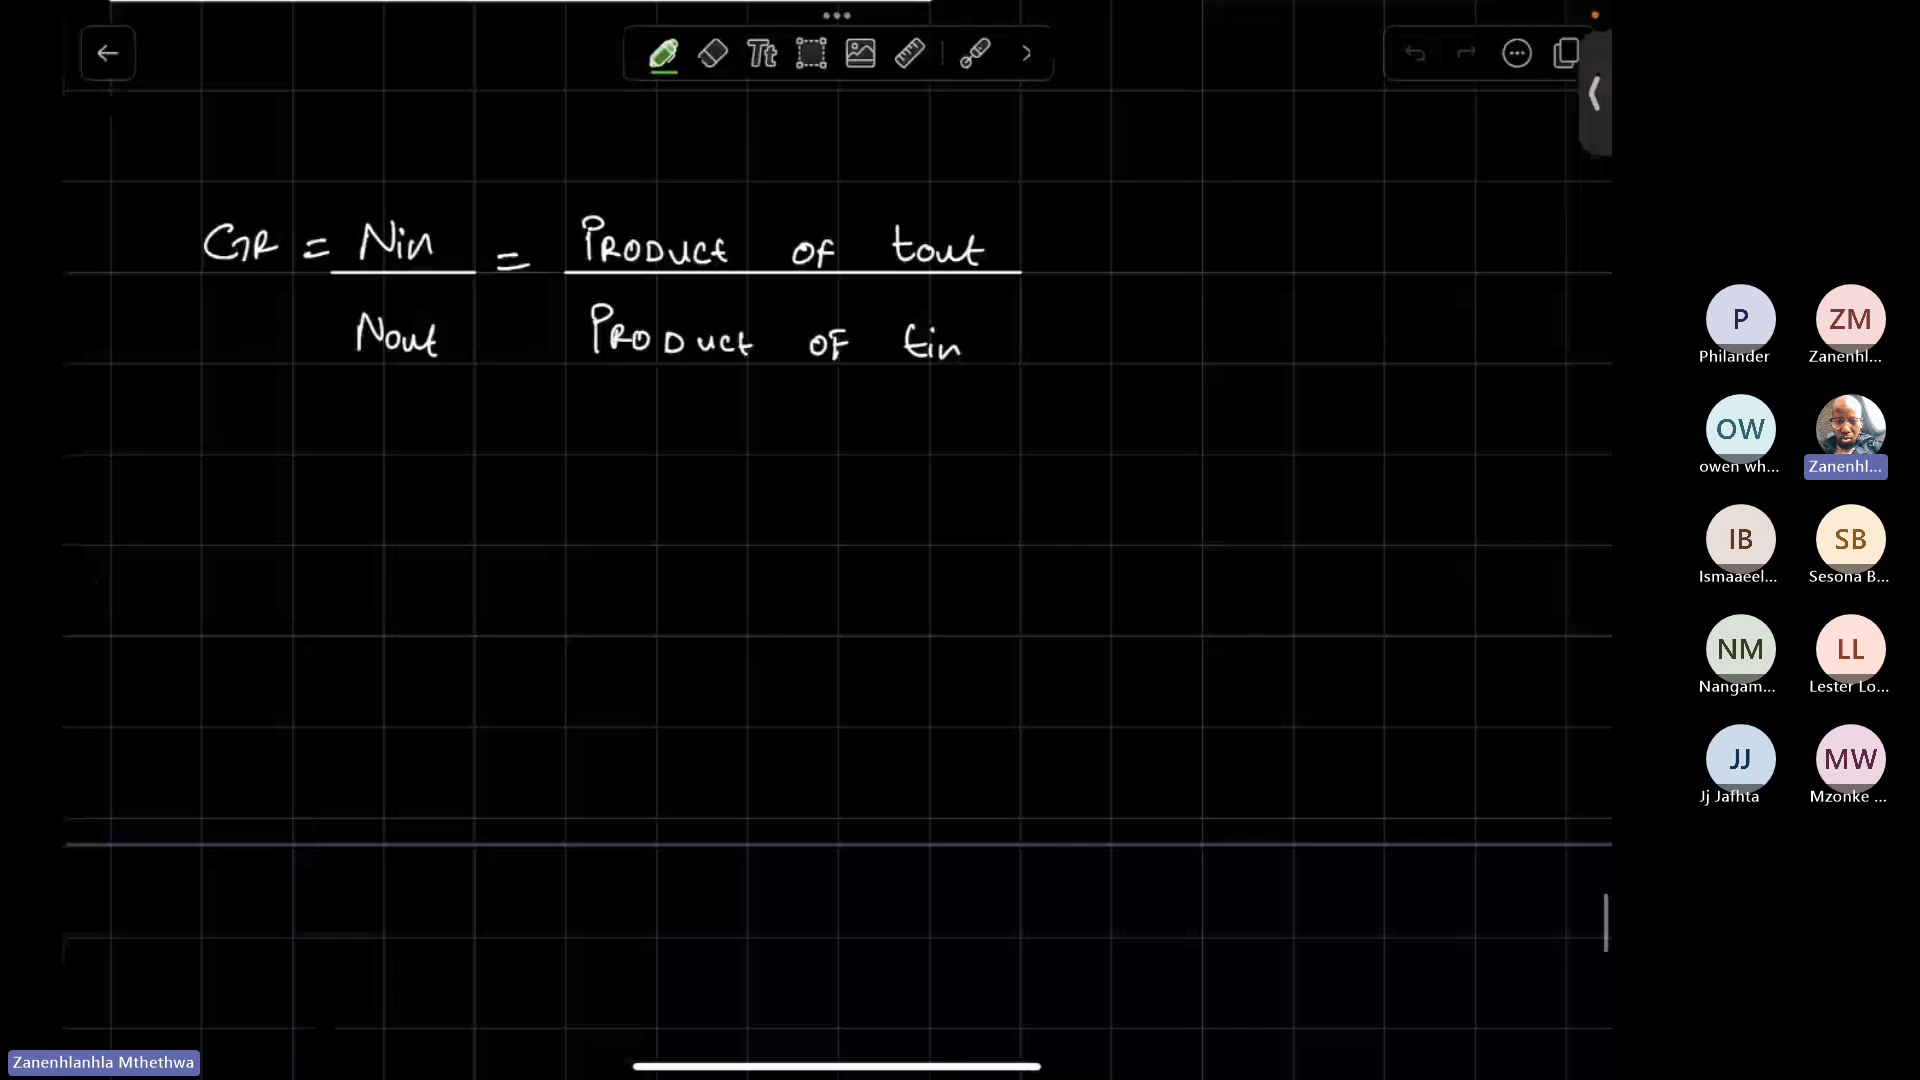 GR = Nin / Nout = PRODUCt OF tout / PRODUct OF tin
P
Philander
ZM
Zanenhl...
OW
owen wh...
Zanenhl...
IB
Ismaaeel...
SB
Sesona B...
NM
Nangam...
LL
Lester Lo...
JJ
Jj Jafhta
MW
Mzonke ...
Tt
Zanenhlanhla Mthethwa